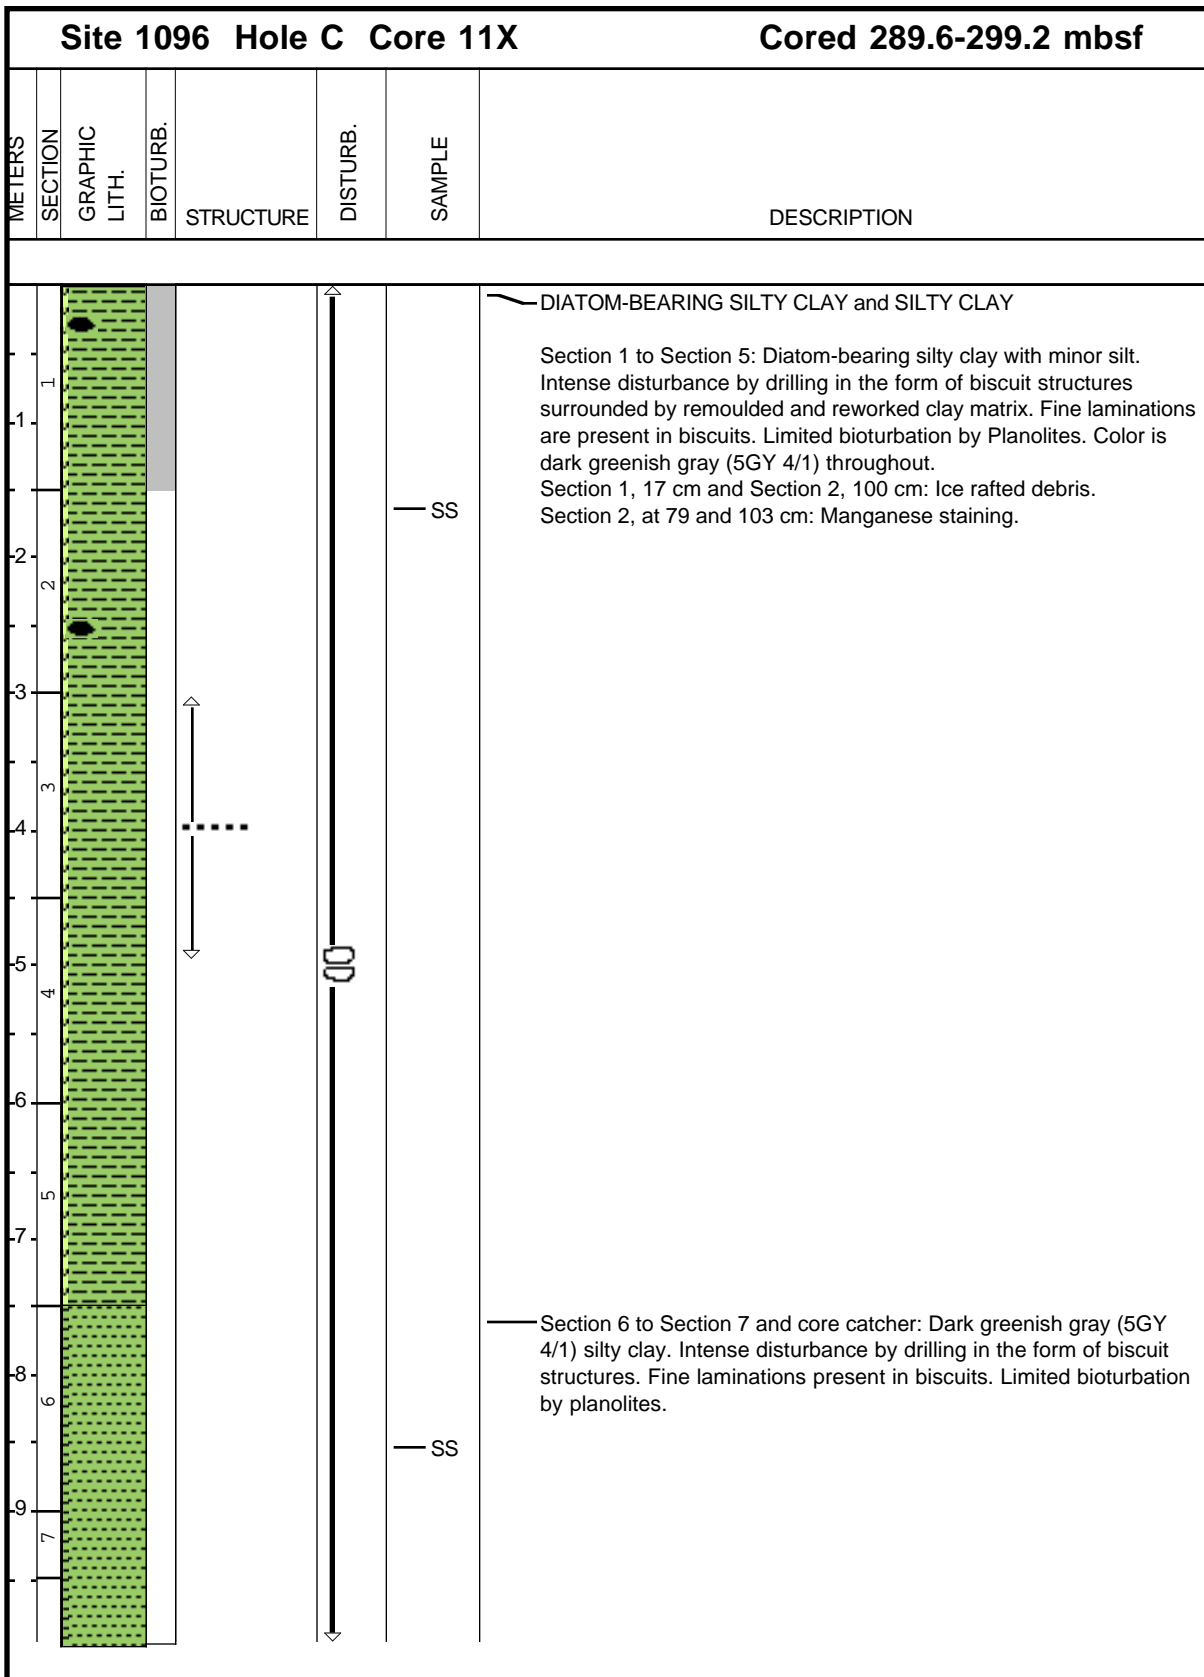 Site 1096 Hole C Core 11X
Cored 289.6-299.2 mbsf
METERS
SECTION
GRAPHIC
LITH.
BIOTURB.
STRUCTURE
DISTURB.
SAMPLE
DESCRIPTION
DIATOM-BEARING SILTY CLAY and SILTY CLAY
Section 1 to Section 5: Diatom-bearing silty clay with minor silt.
Intense disturbance by drilling in the form of biscuit structures
surrounded by remoulded and reworked clay matrix. Fine laminations
are present in biscuits. Limited bioturbation by Planolites. Color is
dark greenish gray (5GY 4/1) throughout.
Section 1, 17 cm and Section 2, 100 cm: Ice rafted debris.
Section 2, at 79 and 103 cm: Manganese staining.
1
1
SS
2
2
3
3
4
5
4
6
5
7
Section 6 to Section 7 and core catcher: Dark greenish gray (5GY
4/1) silty clay. Intense disturbance by drilling in the form of biscuit
structures. Fine laminations present in biscuits. Limited bioturbation
by planolites.
8
6
SS
9
7